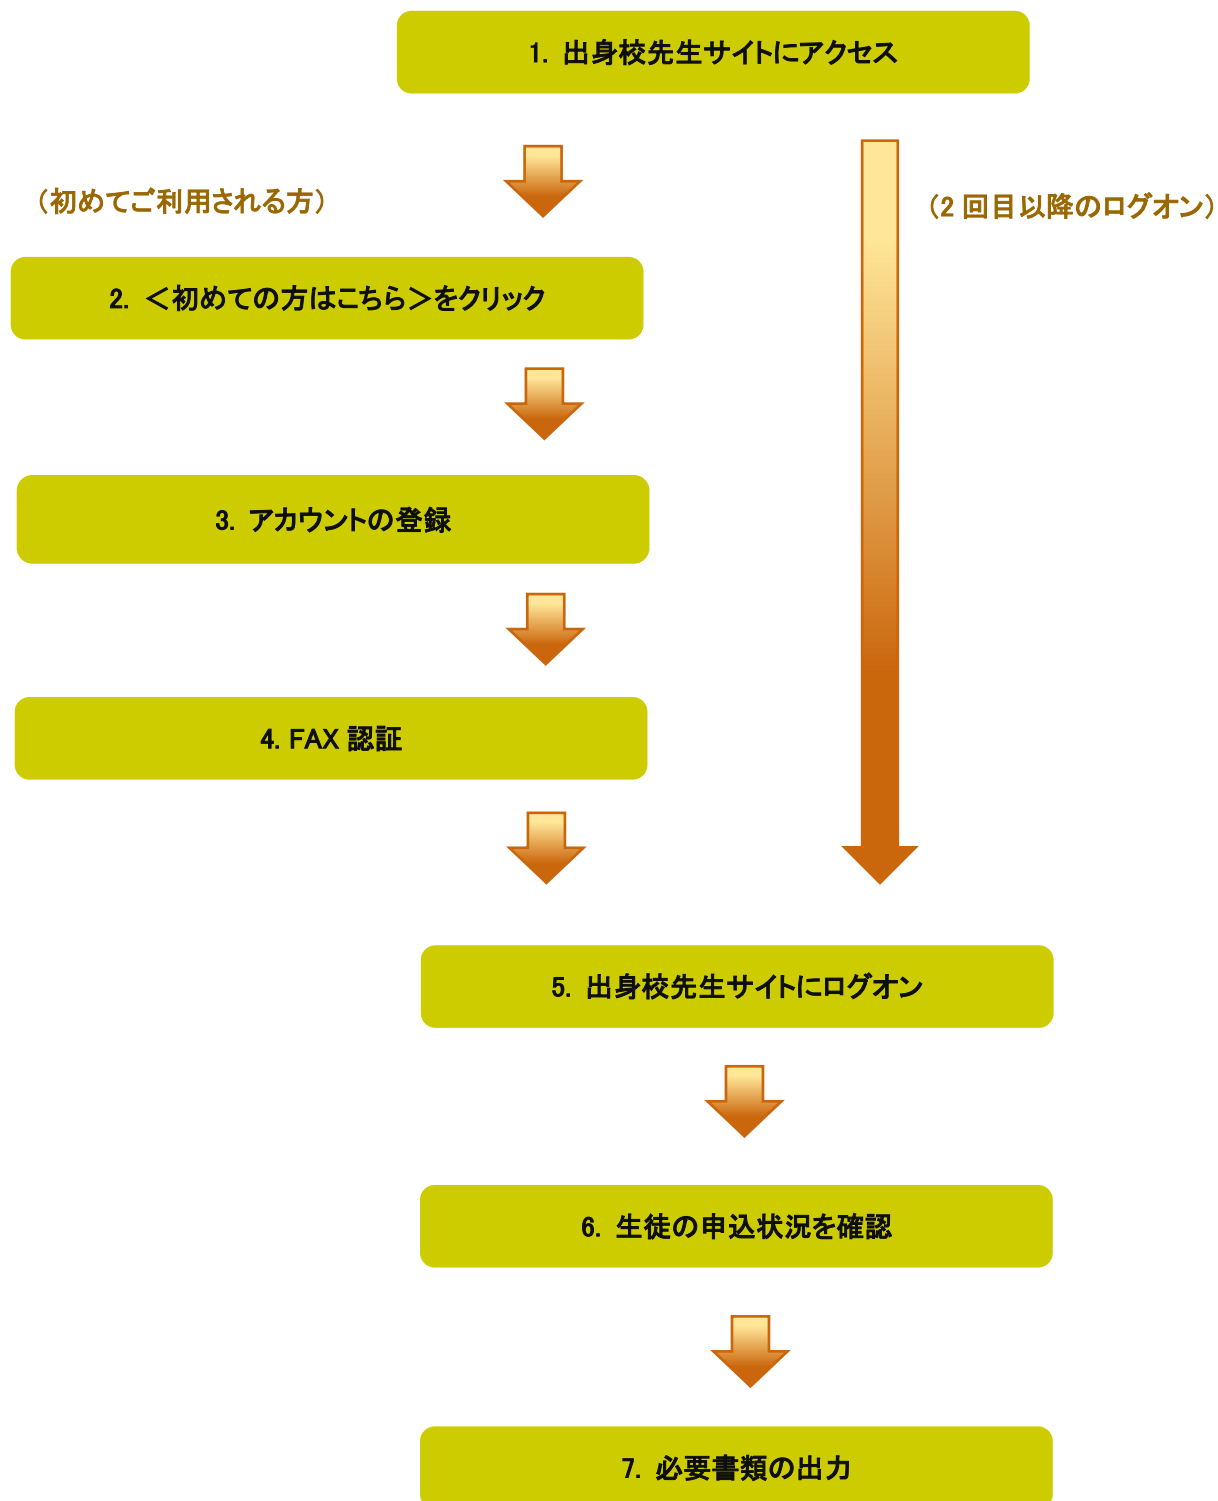 1. 出身校先生サイトにアクセス
（初めてご利用される方）
（2 回目以降のログオン）
2. ＜初めての方はこちら＞をクリック
3. アカウントの登録
4. FAX 認証
5. 出身校先生サイトにログオン
6. 生徒の申込状況を確認
7. 必要書類の出力